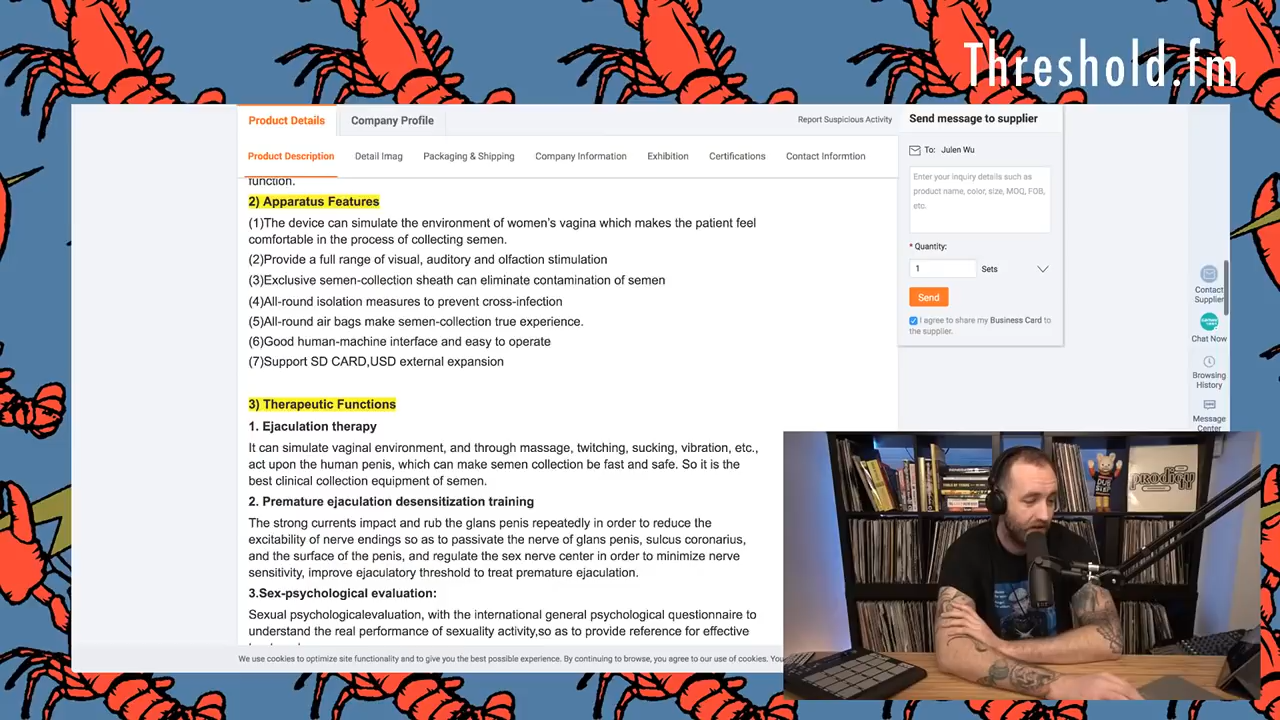 Threshold.fm
Product Details
Company Profile
Report Suspicious Activity
Product Description
Detail Imag
Packaging & Shipping
Company Information
Exhibition
Certifications
Contact Informtion
function.
2) Apparatus Features
(1)The device can simulate the environment of women's vagina which makes the patient feel
comfortable in the process of collecting semen.
(2)Provide a full range of visual, auditory and olfaction stimulation
(3)Exclusive semen-collection sheath can eliminate contamination of semen
(4)All-round isolation measures to prevent cross-infection
(5)All-round air bags make semen-collection true experience.
(6)Good human-machine interface and easy to operate
(7)Support SD CARD,USD external expansion
3) Therapeutic Functions
1. Ejaculation therapy
It can simulate vaginal environment, and through massage, twitching, sucking, vibration, etc.,
act upon the human penis, which can make semen collection be fast and safe. So it is the
best clinical collection equipment of semen.
2. Premature ejaculation desensitization training
The strong currents impact and rub the glans penis repeatedly in order to reduce the
excitability of nerve endings so as to passivate the nerve of glans penis, sulcus coronarius,
and the surface of the penis, and regulate the sex nerve center in order to minimize nerve
sensitivity, improve ejaculatory threshold to treat premature ejaculation.
3.Sex-psychological evaluation:
Sexual psychologicalevaluation, with the international general psychological questionnaire to
understand the real performance of sexuality activity,so as to provide reference for effective
We use cookies to optimize site functionality and to give you the best possible experience. By continuing to browse, you agree to our use of cookies. You
Send message to supplier
To: Julen Wu
Enter your inquiry details such as
product name, color, size, MDQ, FOB,
etc.
* Quantity:
1
Sets
Send
I agree to share my Business Card to
the supplier.
Contact
Supplier
Chat Now
Browsing
History
Message
Center
DUB
STEP
prodigy